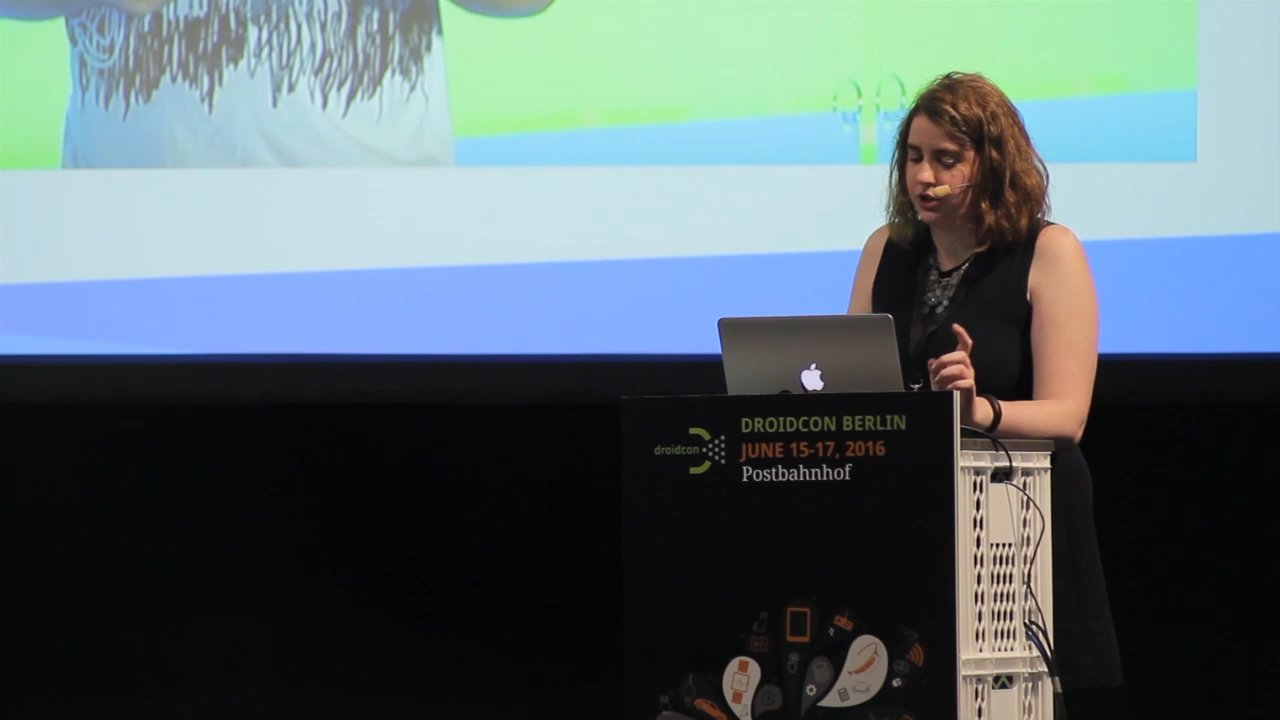 droidcon
DROIDCON BERLIN
JUNE 15-17, 2016
Postbahnhof